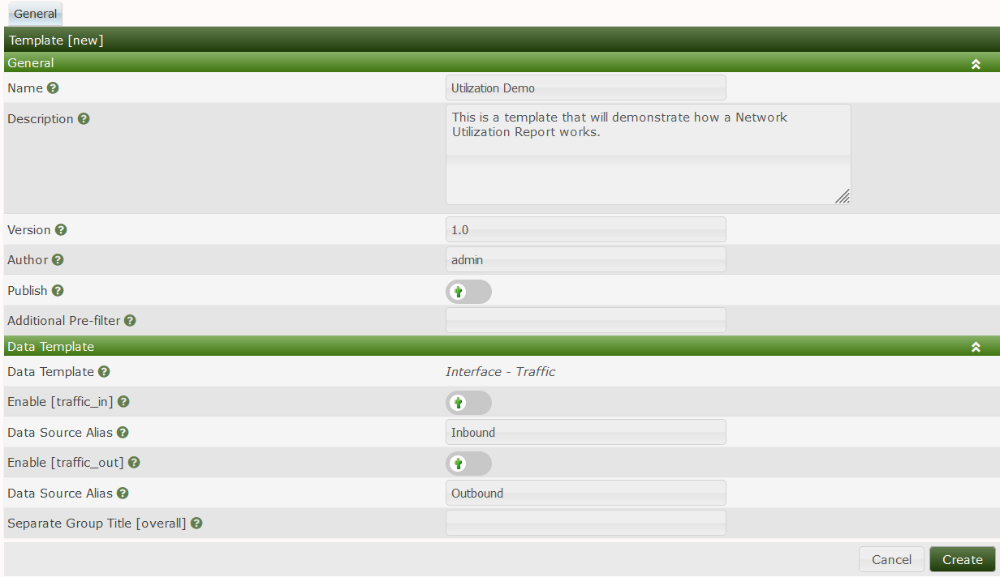 General
Template [new]
General
Name
Utilization Demo
Description
This is a template that will demonstrate how a Network
Utilization Report works.
Version
1.0
Author
admin
Publish
Additional Pre-filter
Data Template
Data Template
Interface - Traffic
Enable [traffic_in]
Data Source Alias
Inbound
Enable [traffic_out]
Data Source Alias
Outbound
Separate Group Title [overall]
Cancel
Create